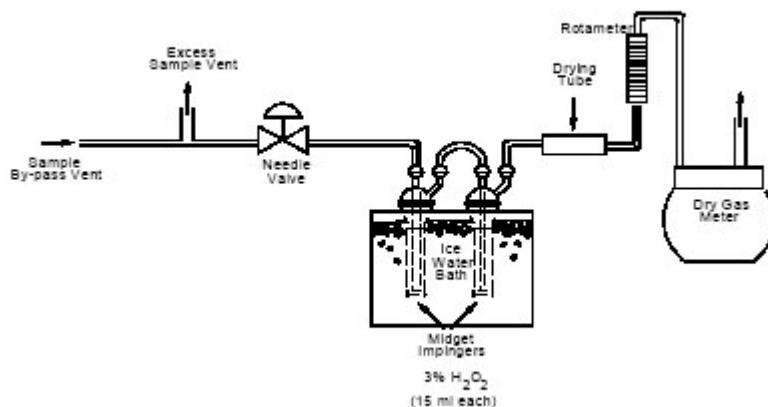 Excess
Sample Vent
Rotameter
Drying
Tube
Sample
By-pass Vent
Needle
Valve
Dry Gas
Meter
Ice
Water
Bath
Midget
Impingers
3% H₂O₂
(15 ml each)